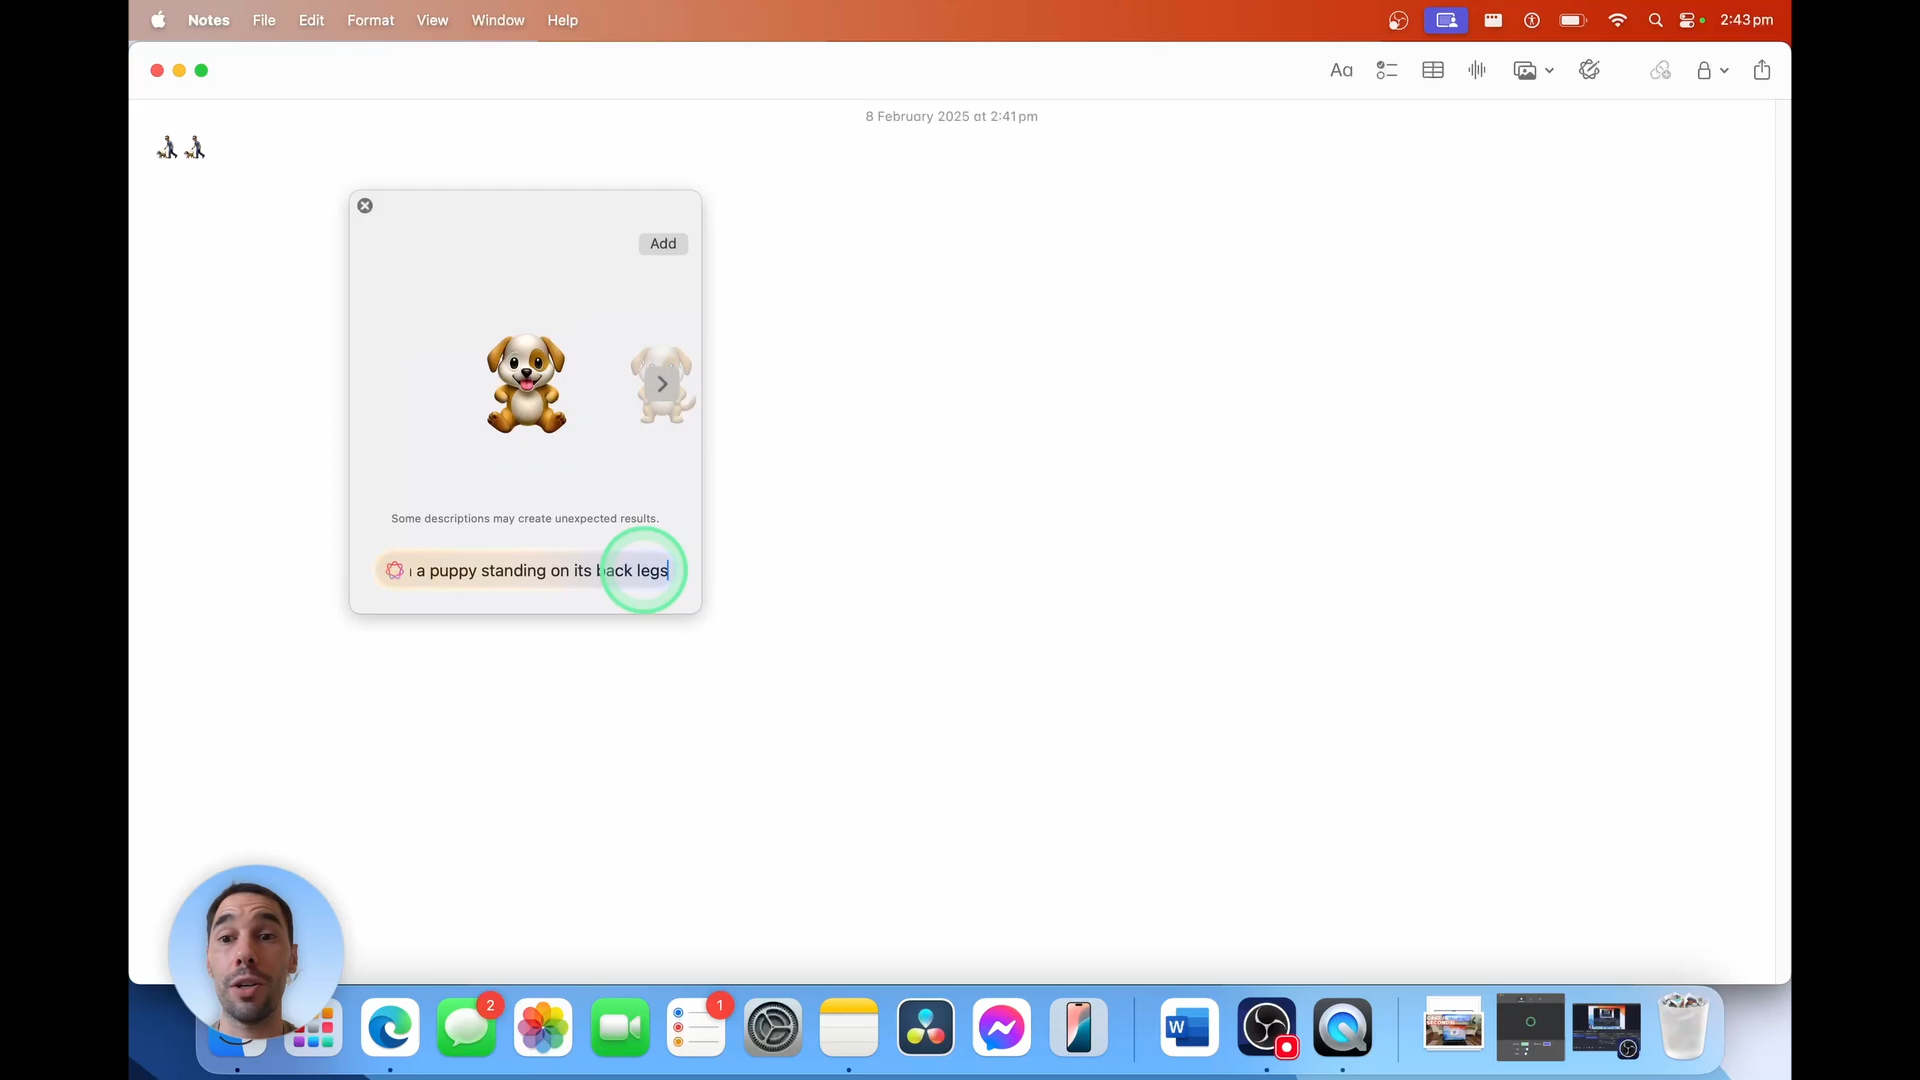 Notes File Edit Format View Window Help 2:43 pm
Aa
8 February 2025 at 2:41 pm
Add
Some descriptions may create unexpected results.
a puppy standing on its back legs
2
1
W